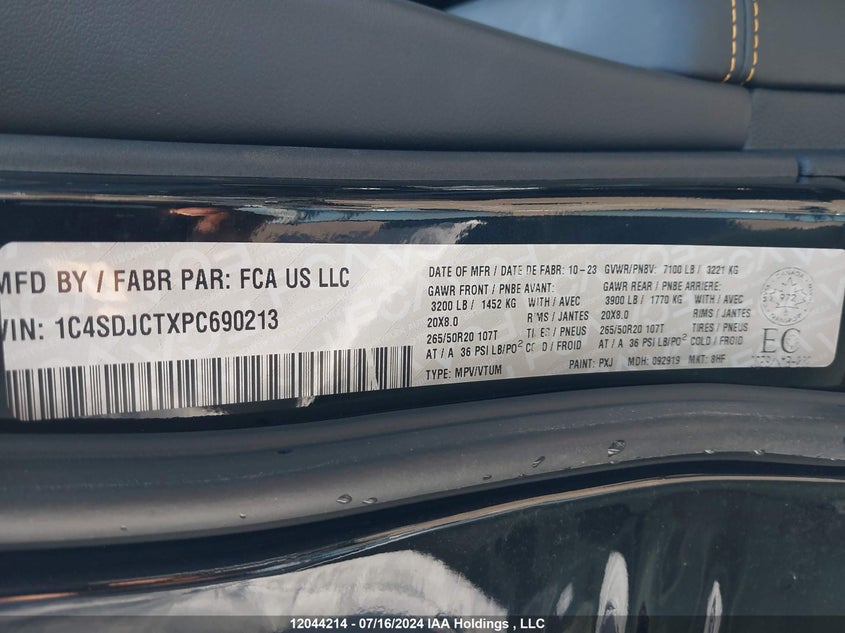 MFD BY / FABR PAR: FCA US LLC
VIN: 1C4SDJCTXPC690213
DATE OF MFR / DATE DE FABR: 10-23
GAWR FRONT / PNBE AVANT:
3200 LB / 1452 KG WITH / AVEC
20X8.0 RIMS / JANTES
265/50R20 107T TIRES / PNEUS
AT / A 36 PSI LB/PO² COLD / FROID
TYPE: MPV/VTUM
GVWR/PNBV: 7100 LB / 3221 KG
GAWR REAR / PNBE ARRIERE:
3900 LB / 1770 KG WITH / AVEC
20X8.0 RIMS / JANTES
265/50R20 107T TIRES / PNEUS
AT / A 36 PSI LB/PO² COLD / FROID
PAINT: PXJ MDH: 092919 MKT: 8HF
CANADA
972
EC
12044214 - 07/16/2024 IAA Holdings , LLC